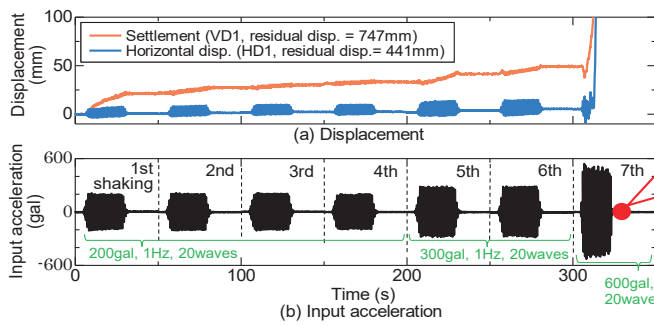 100
50
0
Displacement
(mm)
Settlement (VD1, residual disp. = 747mm)
Horizontal disp. (HD1, residual disp.= 441mm)
(a) Displacement
600
0
-600
Input acceleration
(gal)
1st
shaking
2nd
3rd
4th
5th
6th
7th
200gal, 1Hz, 20waves
300gal, 1Hz, 20waves
600gal,
20waves
0
100
200
300
Time (s)
(b) Input acceleration